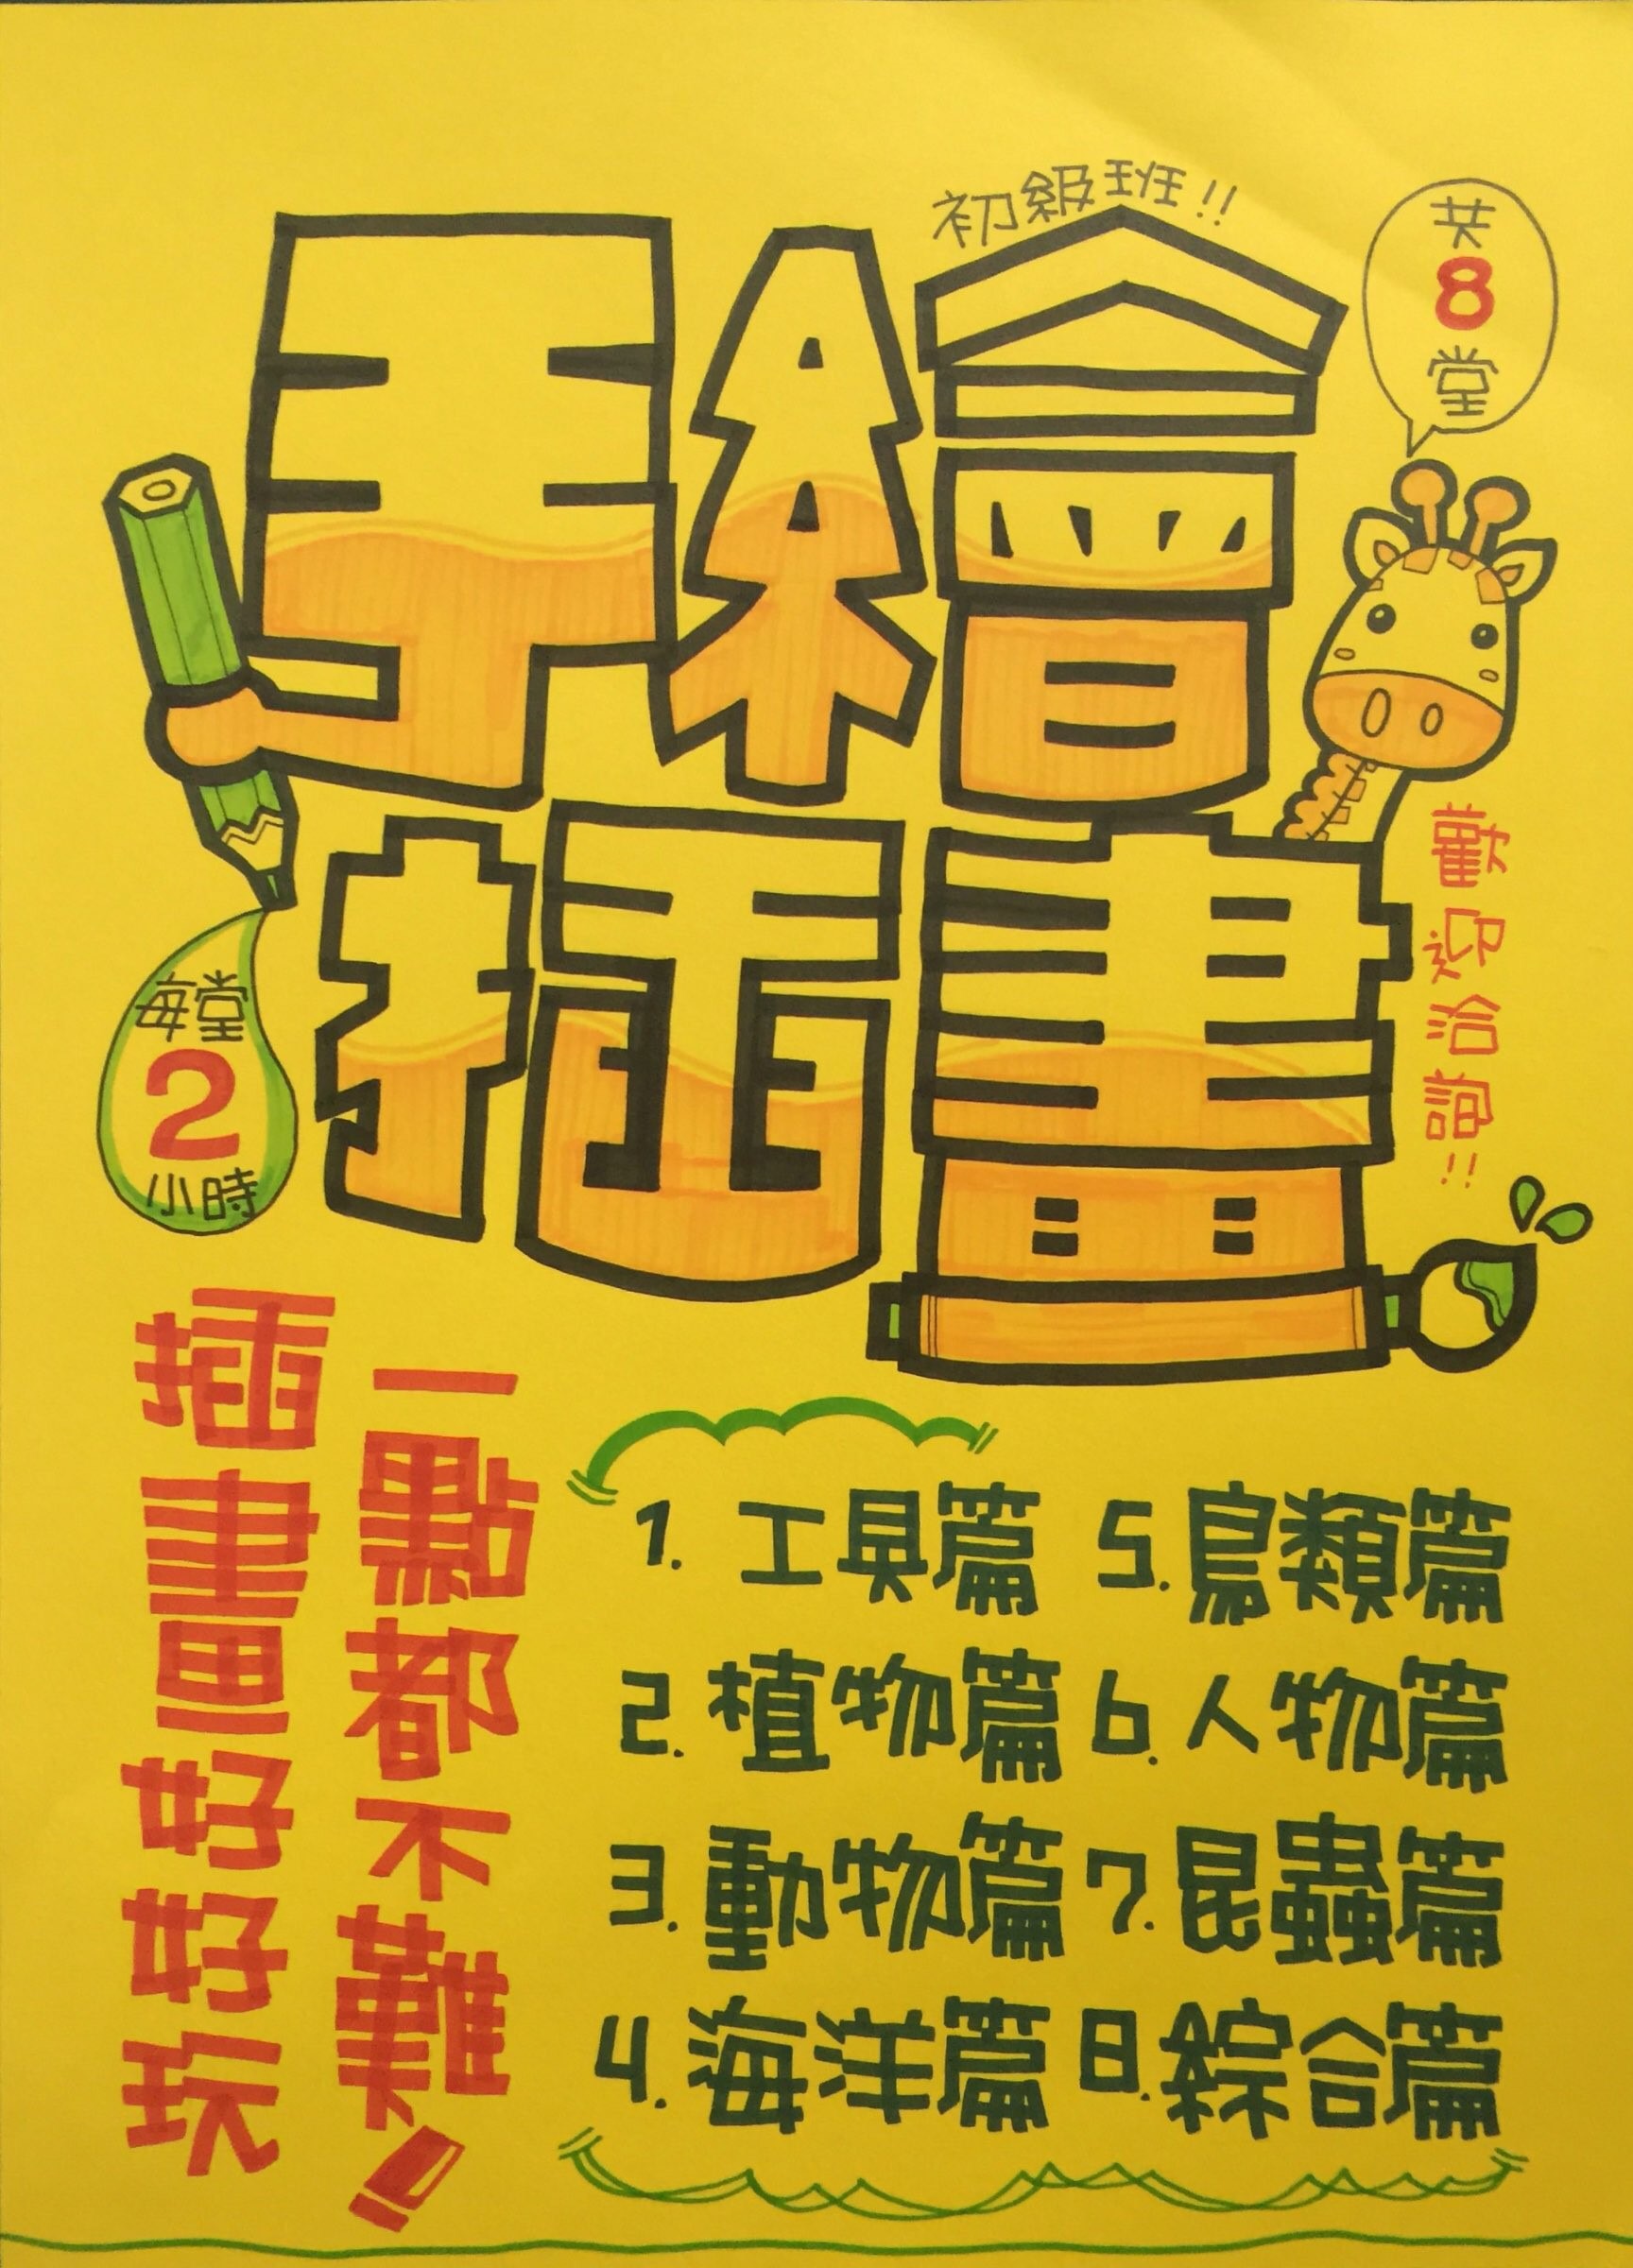 初級班!!
手繪
插畫
共
8
堂
歡迎洽詢!!
每堂
2
小時
插畫好好玩
一點都不難!!
1. 工具篇
2. 植物篇
3. 動物篇
4. 海洋篇
5. 鳥類篇
6. 人物篇
7. 昆蟲篇
8. 綜合篇